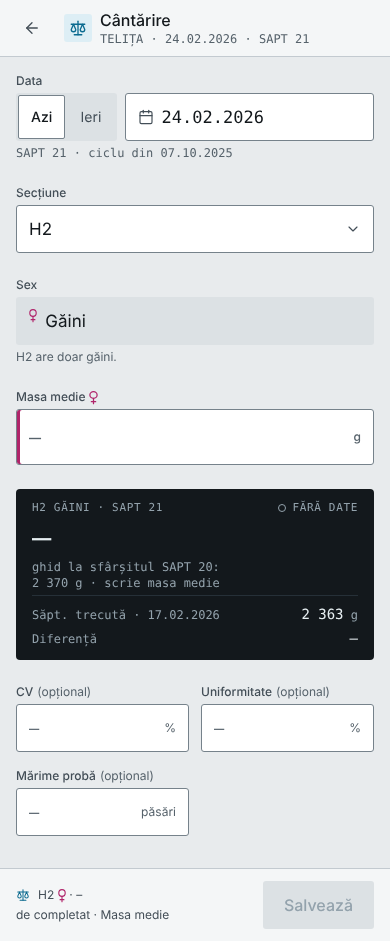 Cântărire
TELIȚA · 24.02.2026 · SAPT 21
Data
Azi Ieri 24.02.2026
SAPT 21 · ciclu din 07.10.2025
Secțiune
H2
Sex
♀ Găini
H2 are doar găini.
Masa medie ♀
— g
H2 GĂINI · SAPT 21 ○ FĂRĂ DATE
—
ghid la sfârșitul SAPT 20:
2 370 g · scrie masa medie
Săpt. trecută · 17.02.2026 2 363 g
Diferență —
CV (opțional) Uniformitate (opțional)
— % — %
Mărime probă (opțional)
— păsări
H2 ♀ · –
de completat · Masa medie
Salvează